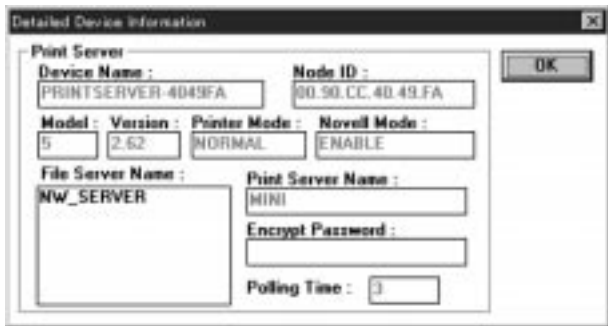 Detailed Device Information
Print Server
OK
Device Name : Node ID :
PRINTSERVER-4049FA 00.90.CC.40.49.FA
Model : Version : Printer Mode : Novell Mode :
5 2.62 NORMAL ENABLE
File Server Name : Print Server Name :
NW_SERVER MINI
Encrypt Password :
Polling Time : 3